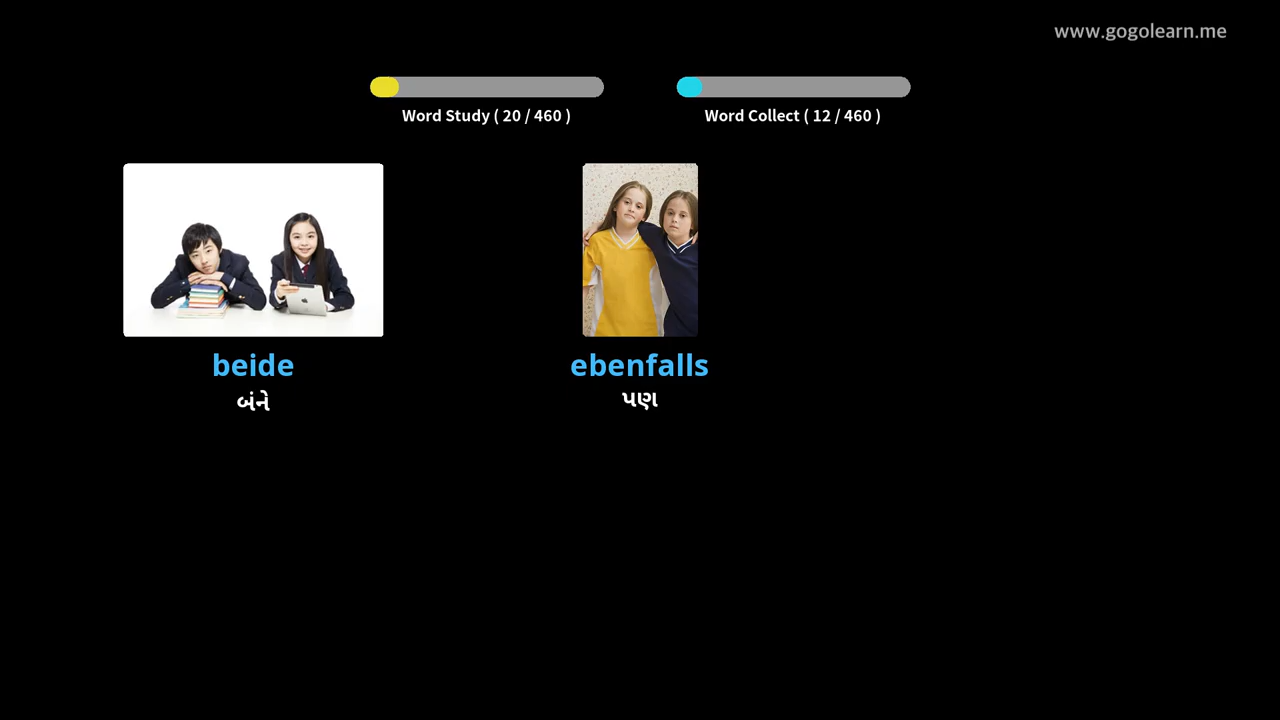 www.gogolearn.me
Word Study ( 20 / 460 )
Word Collect ( 12 / 460 )
beide
બંને
ebenfalls
પણ